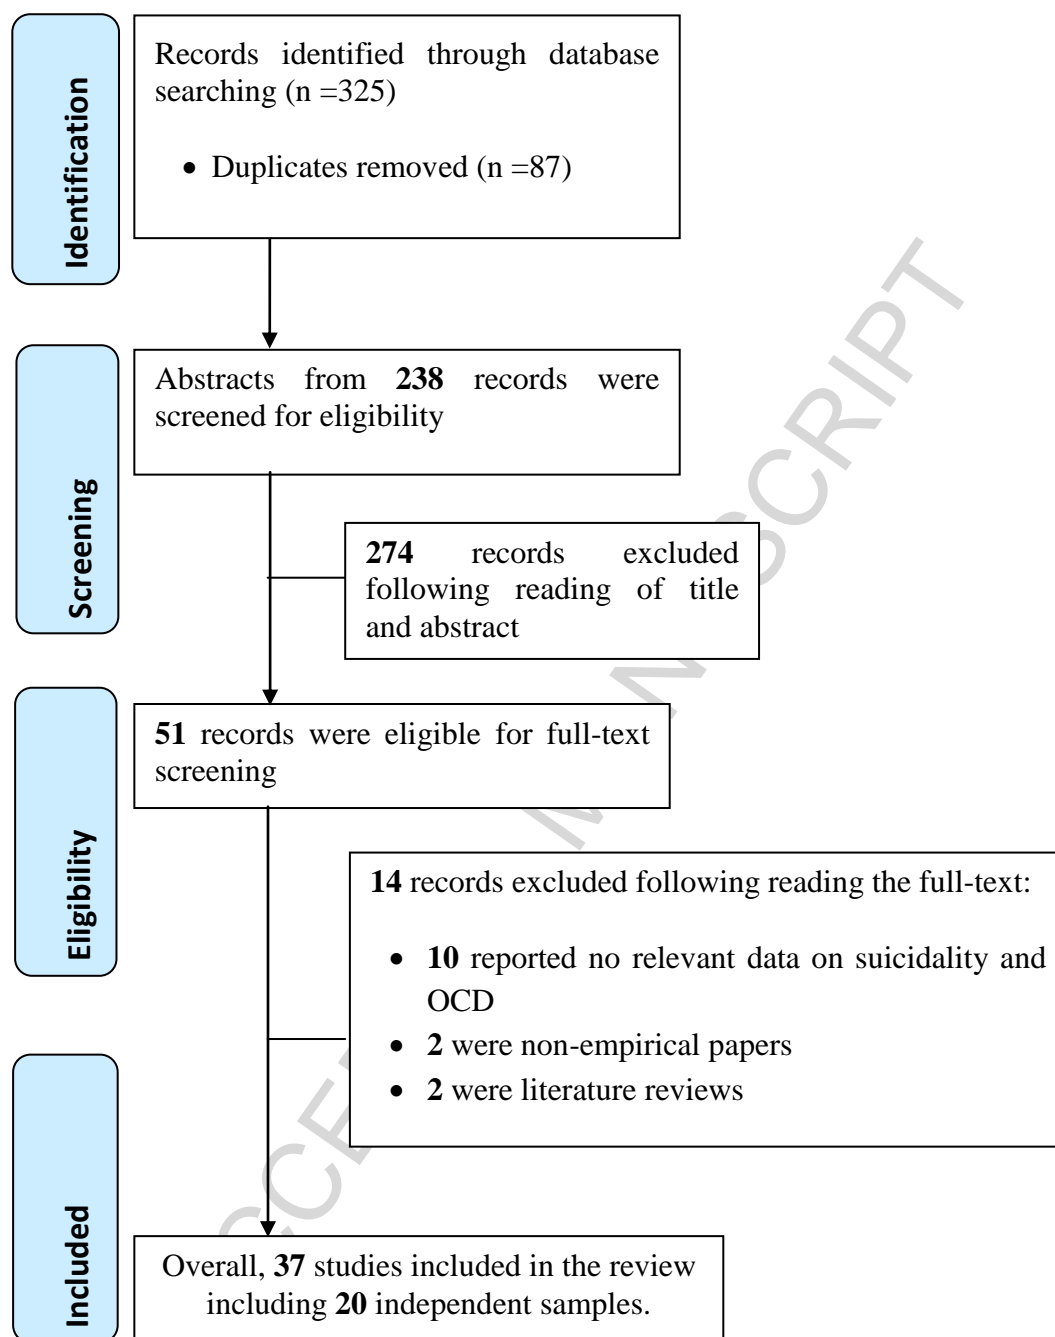 Identification
Records identified through database
searching (n =325)
• Duplicates removed (n =87)
Screening
Abstracts from 238 records were
screened for eligibility
274 records excluded
following reading of title
and abstract
Eligibility
51 records were eligible for full-text
screening
14 records excluded following reading the full-text:
• 10 reported no relevant data on suicidality and
OCD
• 2 were non-empirical papers
• 2 were literature reviews
Included
Overall, 37 studies included in the review
including 20 independent samples.